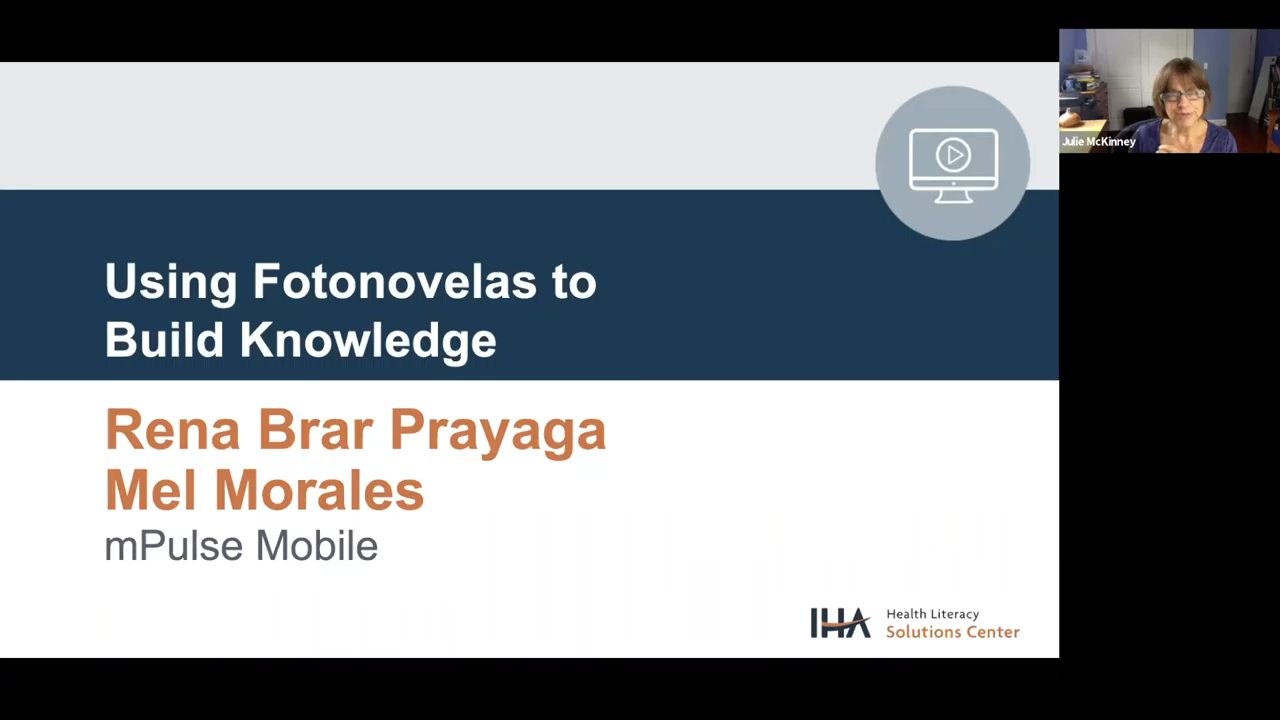 Using Fotonovelas to
Build Knowledge
Rena Brar Prayaga
Mel Morales
mPulse Mobile
IHA
Health Literacy
Solutions Center
Julie McKinney